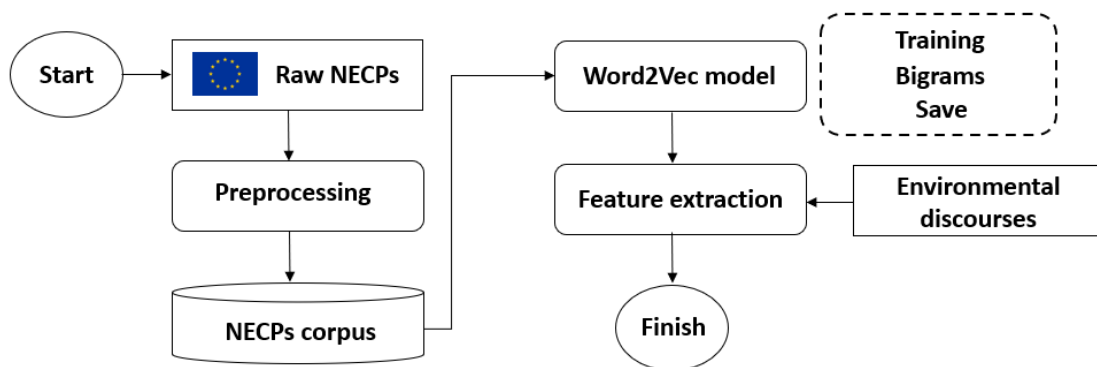 Start
Raw NECPs
Preprocessing
NECPs corpus
Word2Vec model
Training
Bigrams
Save
Feature extraction
Environmental
discourses
Finish